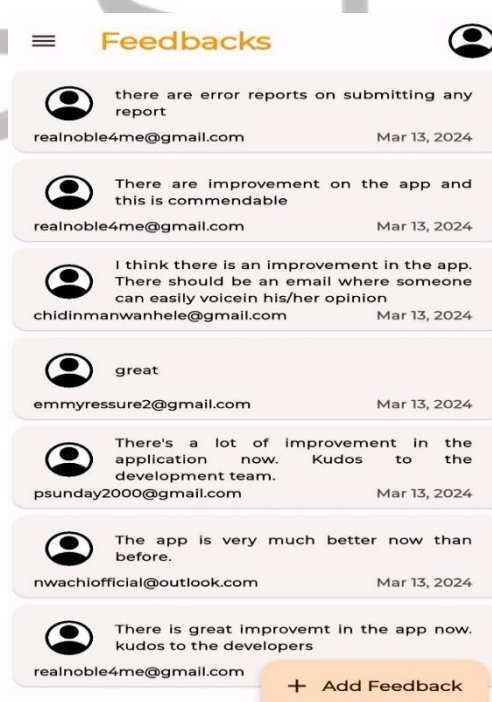 Feedbacks
there are error reports on submitting any
report
realnoble4me@gmail.com Mar 13, 2024
There are improvement on the app and
this is commendable
realnoble4me@gmail.com Mar 13, 2024
I think there is an improvement in the app.
There should be an email where someone
can easily voicein his/her opinion
chidinmanwanhele@gmail.com Mar 13, 2024
great
emmyressure2@gmail.com Mar 13, 2024
There's a lot of improvement in the
application now. Kudos to the
development team.
psunday2000@gmail.com Mar 13, 2024
The app is very much better now than
before.
nwachiofficial@outlook.com Mar 13, 2024
There is great improvemt in the app now.
kudos to the developers
realnoble4me@gmail.com
+ Add Feedback